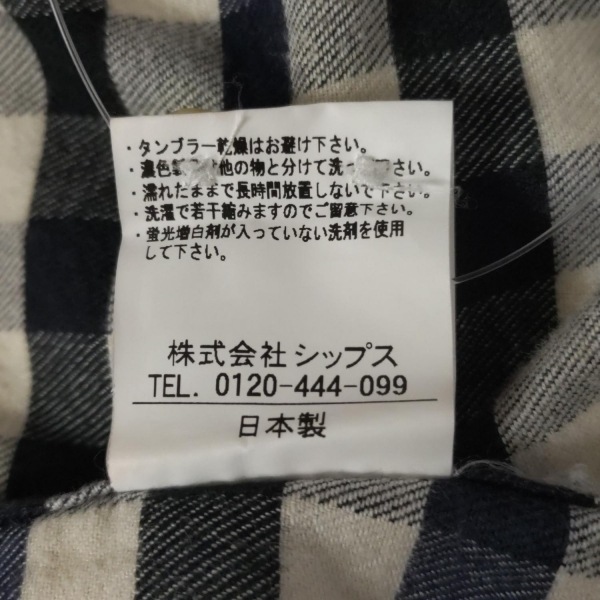 ・タンブラー乾燥はお避け下さい。
・濃色 他の物と分けて洗っ 下さい。
・濡れたままで長時間放置しないで下さい。
・洗濯で若干縮みますのでご留意下さい。
・蛍光増白剤が入っていない洗剤を使用
して下さい。
株式会社シップス
TEL. 0120-444-099
日本製